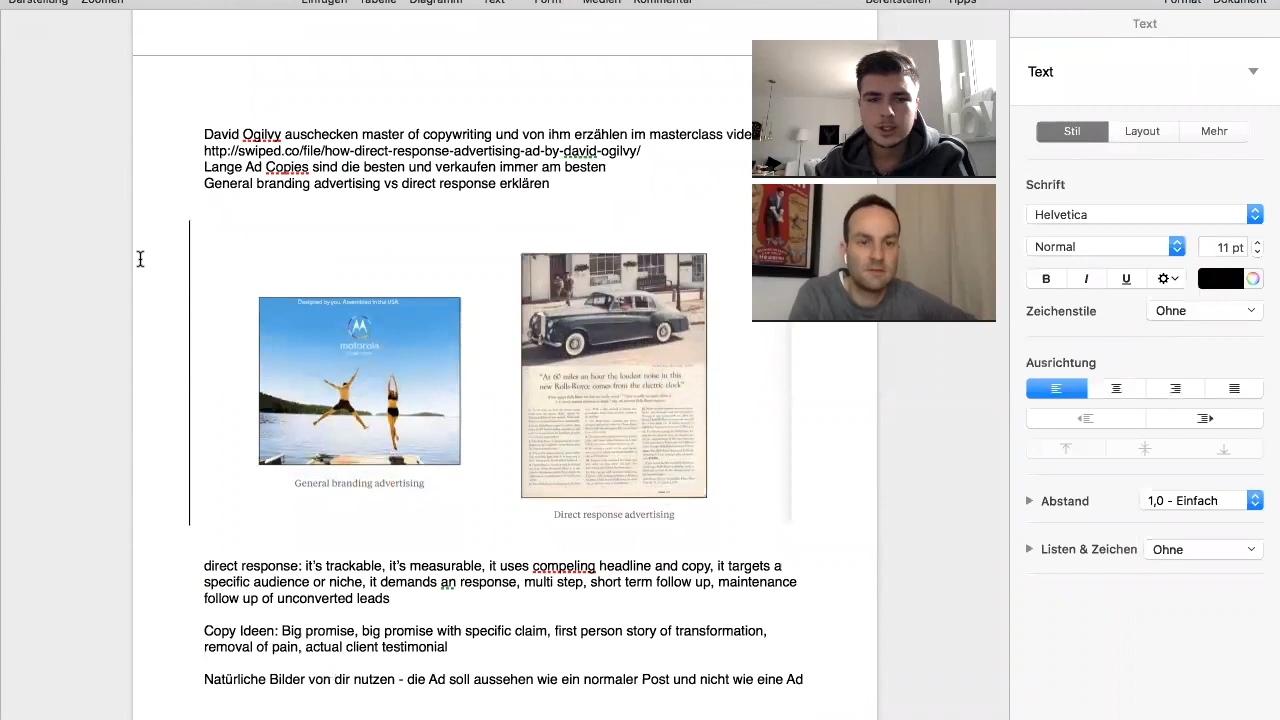 Darstellung Zoomen Einfügen Tabelle Diagramm Text Form Medien Kommentar Bereitstellen Tipps Format Dokument
Text
Text
Stil Layout Mehr
Schrift
Helvetica
Normal 11 pt
B I U
Zeichenstile Ohne
Ausrichtung
Abstand 1,0 - Einfach
Listen & Zeichen Ohne
David Ogilvy auschecken master of copywriting und von ihm erzählen im masterclass
http://swiped.co/file/how-direct-response-advertising-ad-by-david-ogilvy/
Lange Ad Copies sind die besten und verkaufen immer am besten
General branding advertising vs direct response erklären
Designed by you. Assembled in the USA.
motorola
General branding advertising
"At 60 miles an hour the loudest noise in this
new Rolls-Royce comes from the electric clock"
Direct response advertising
direct response: it's trackable, it's measurable, it uses compeling headline and copy, it targets a
specific audience or niche, it demands an response, multi step, short term follow up, maintenance
follow up of unconverted leads
Copy Ideen: Big promise, big promise with specific claim, first person story of transformation,
removal of pain, actual client testimonial
Natürliche Bilder von dir nutzen - die Ad soll aussehen wie ein normaler Post und nicht wie eine Ad